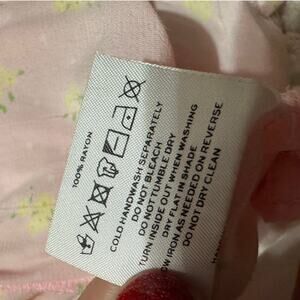 100% RAYON
COLD HANDWASH SEPARATELY
DO NOT BLEACH
DO NOT TUMBLE DRY
TURN INSIDE OUT WHEN WASHING
DRY FLAT IN SHADE
IRON AS NEEDED ON REVERSE
DO NOT DRY CLEAN